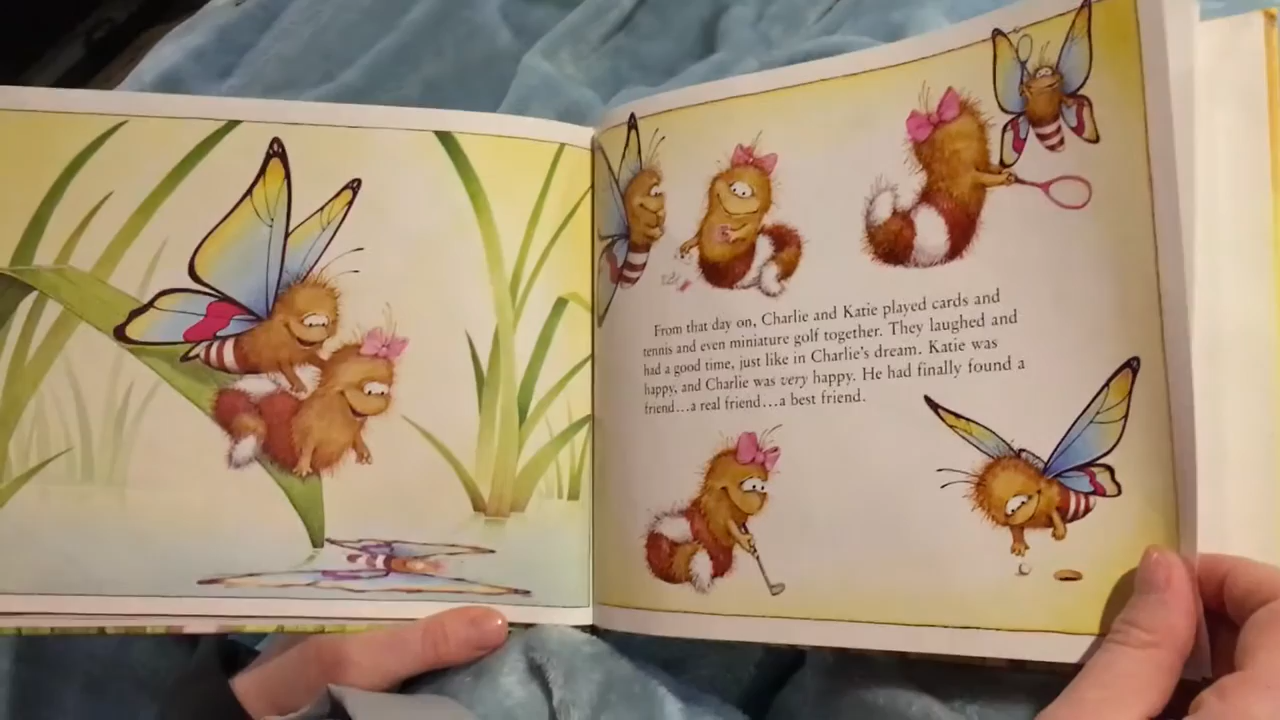 From that day on, Charlie and Katie played cards and
tennis and even miniature golf together. They laughed and
had a good time, just like in Charlie's dream. Katie was
happy, and Charlie was very happy. He had finally found a
friend...a real friend...a best friend.